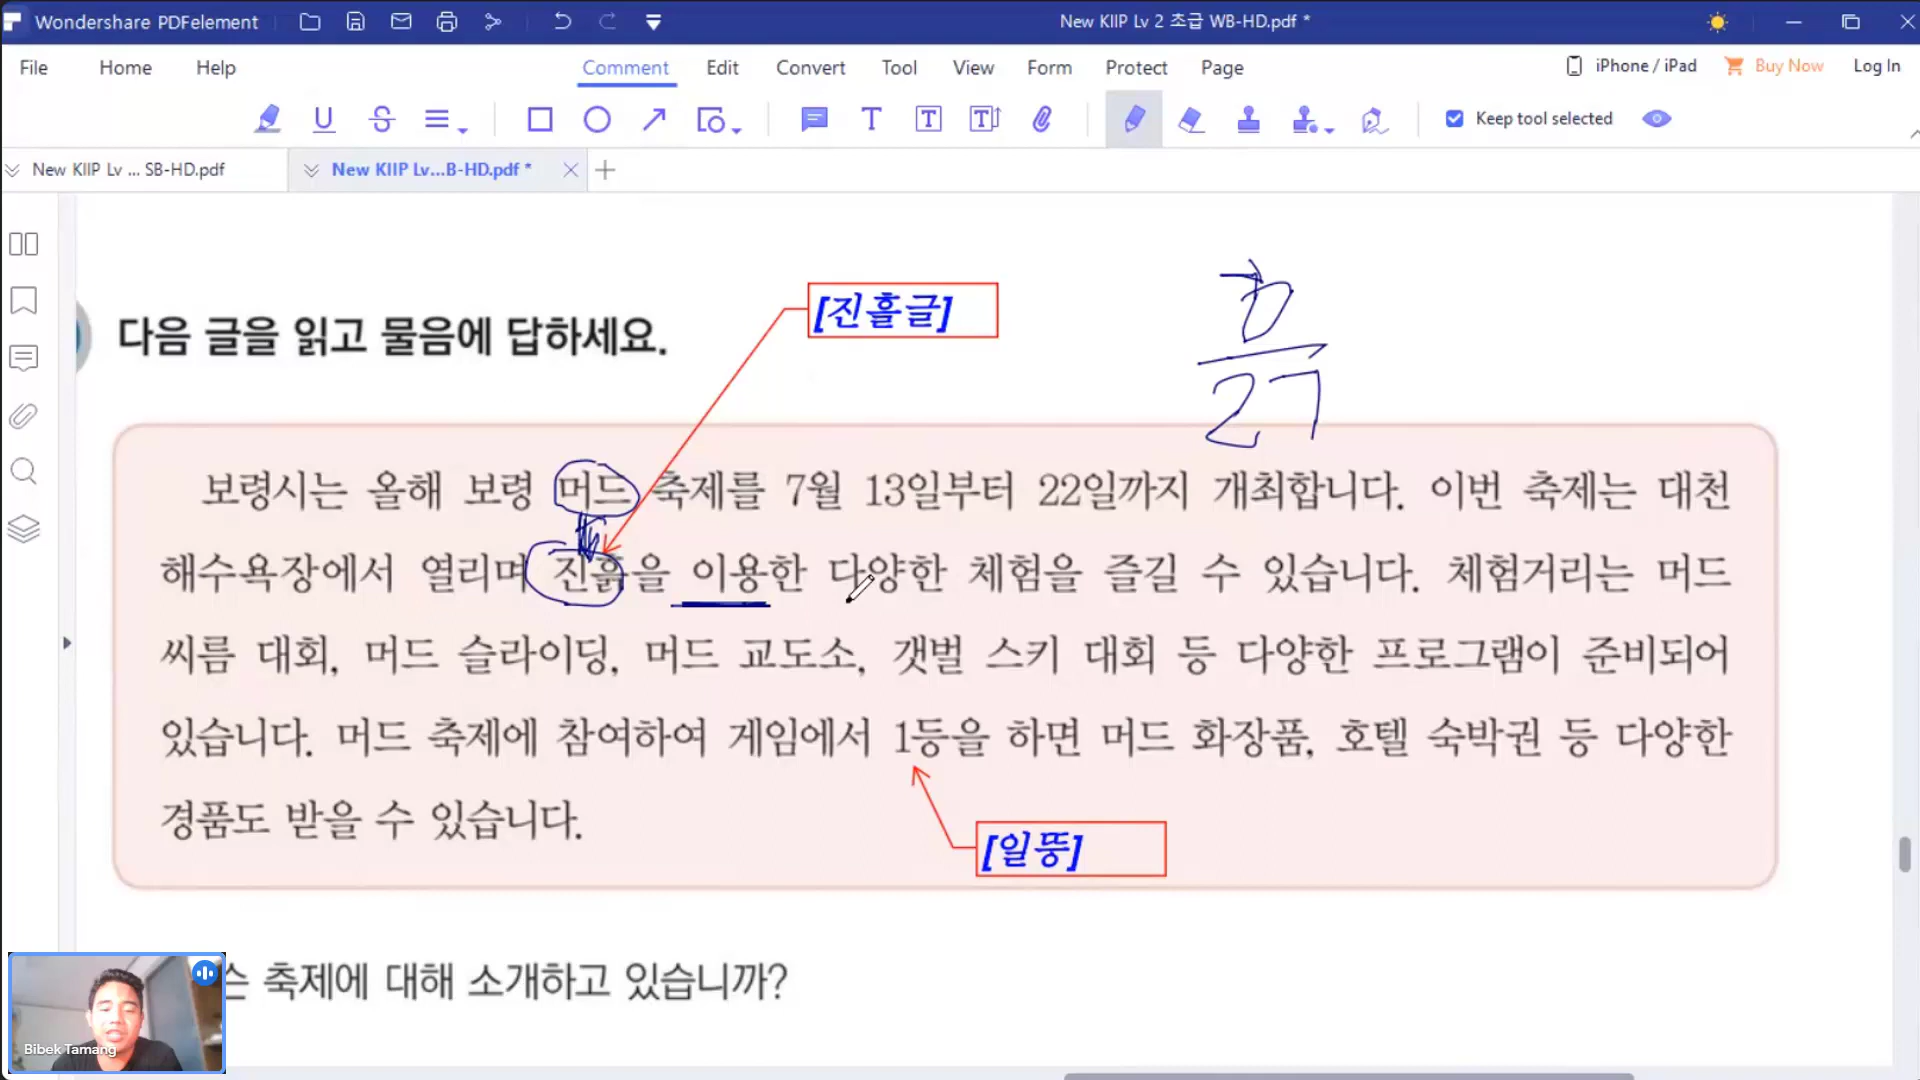 Wondershare PDFelement
New KIIP Lv 2 초급 WB-HD.pdf *
File Home Help Comment Edit Convert Tool View Form Protect Page iPhone / iPad Buy Now Log In
Keep tool selected
New KIIP Lv ... SB-HD.pdf New KIIP Lv...B-HD.pdf *
[진흘글]
다음 글을 읽고 물음에 답하세요.
27
보령시는 올해 보령 머드 축제를 7월 13일부터 22일까지 개최합니다. 이번 축제는 대천
해수욕장에서 열리며 진흙을 이용한 다양한 체험을 즐길 수 있습니다. 체험거리는 머드
씨름 대회, 머드 슬라이딩, 머드 교도소, 갯벌 스키 대회 등 다양한 프로그램이 준비되어
있습니다. 머드 축제에 참여하여 게임에서 1등을 하면 머드 화장품, 호텔 숙박권 등 다양한
경품도 받을 수 있습니다.
[일뜽]
슨 축제에 대해 소개하고 있습니까?
Bibek Tamang